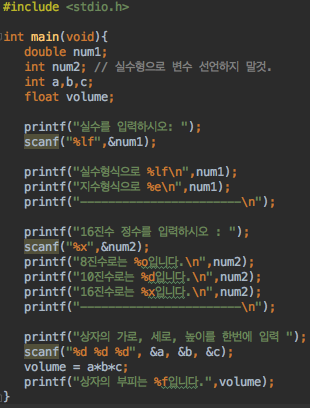 #include <stdio.h>
int main(void){
double num1;
int num2; // 실수형으로 변수 선언하지 말것.
int a,b,c;
float volume;
printf("실수를 입력하시오: ");
scanf("%lf",&num1);
printf("실수형식으로 %lf\n",num1);
printf("지수형식으로 %e\n",num1);
printf("-----------------------\n");
printf("16진수 정수를 입력하시오 : ");
scanf("%x",&num2);
printf("8진수로는 %o입니다.\n",num2);
printf("10진수로는 %d입니다.\n",num2);
printf("16진수로는 %x입니다.\n",num2);
printf("-----------------------\n");
printf("상자의 가로, 세로, 높이를 한번에 입력 ");
scanf("%d %d %d", &a, &b, &c);
volume = a*b*c;
printf("상자의 부피는 %f입니다.",volume);
}